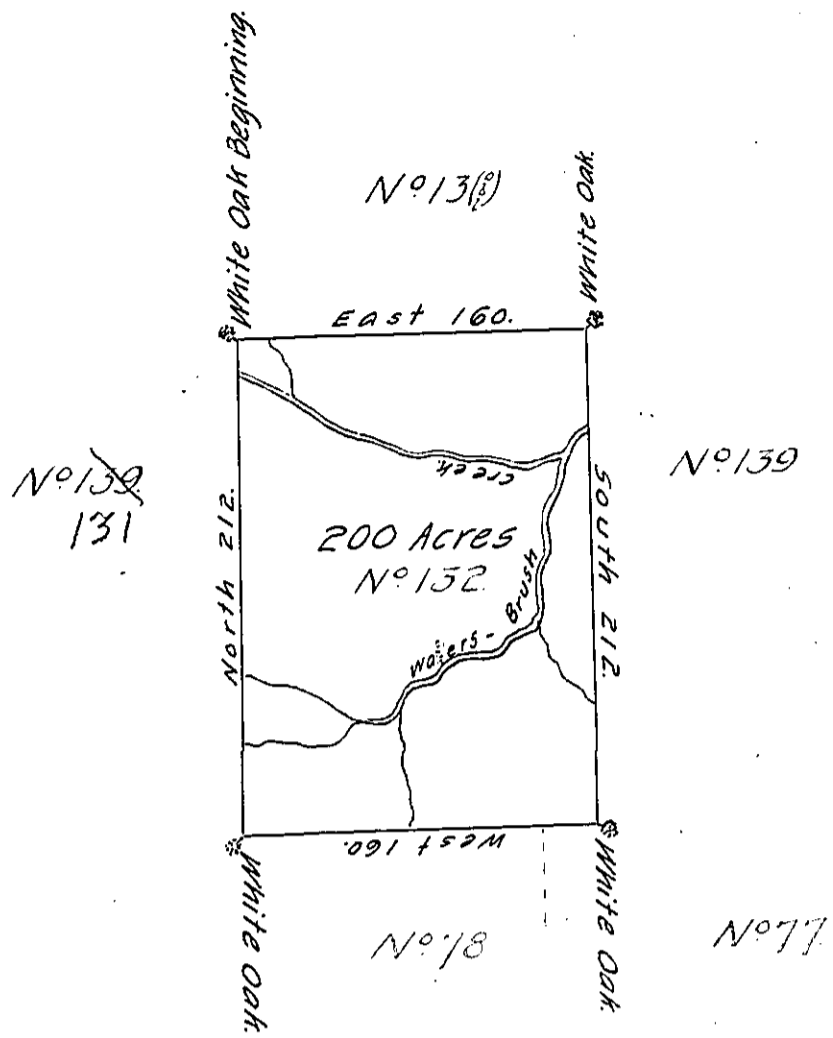 White Oak Beginning.
White Oak.
No 13
East 160.
No 139
131
North 212.
Creek.
No 139
South 212.
200 Acres
No 132
Waters - Brush
West 160.
White Oak.
White Oak.
No 78
No 77